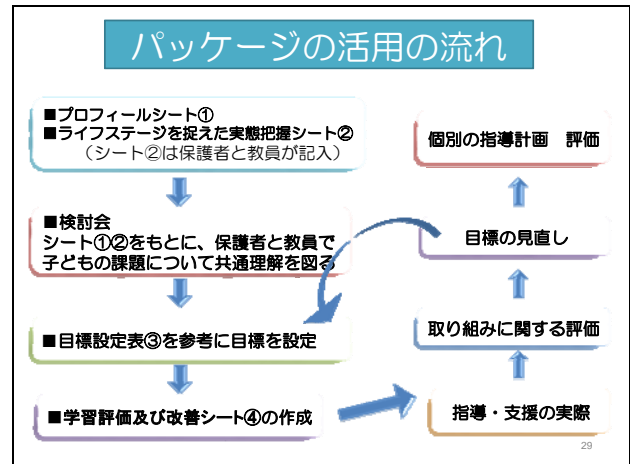 パッケージの活用の流れ
■プロフィールシート①
■ライフステージを捉えた実態把握シート②
（シート②は保護者と教員が記入）
■検討会
シート①②をもとに、保護者と教員で
子どもの課題について共通理解を図る
■目標設定表③を参考に目標を設定
■学習評価及び改善シート④の作成
指導・支援の実際
取り組みに関する評価
目標の見直し
個別の指導計画　評価
29